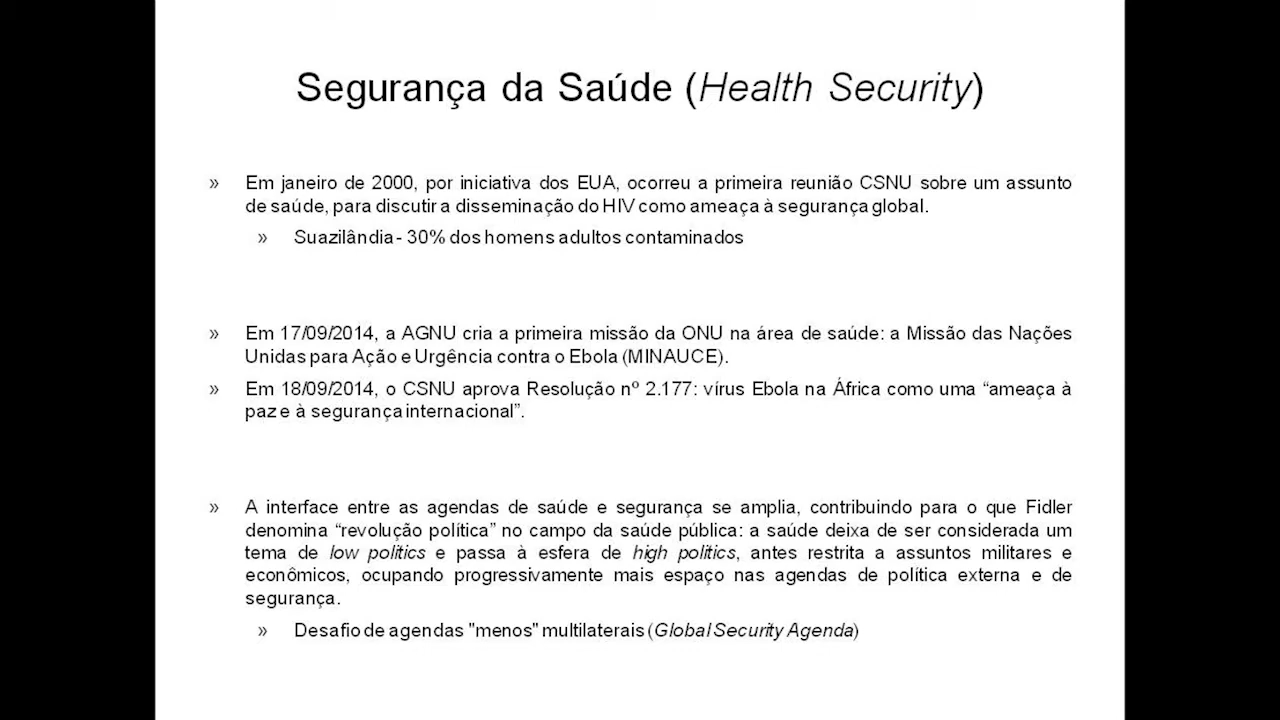 Segurança da Saúde (Health Security)
» Em janeiro de 2000, por iniciativa dos EUA, ocorreu a primeira reunião CSNU sobre um assunto
de saúde, para discutir a disseminação do HIV como ameaça à segurança global.
» Suazilândia - 30% dos homens adultos contaminados
» Em 17/09/2014, a AGNU cria a primeira missão da ONU na área de saúde: a Missão das Nações
Unidas para Ação e Urgência contra o Ebola (MINAUCE).
» Em 18/09/2014, o CSNU aprova Resolução nº 2.177: vírus Ebola na África como uma “ameaça à
paz e à segurança internacional”.
» A interface entre as agendas de saúde e segurança se amplia, contribuindo para o que Fidler
denomina “revolução política” no campo da saúde pública: a saúde deixa de ser considerada um
tema de low politics e passa à esfera de high politics, antes restrita a assuntos militares e
econômicos, ocupando progressivamente mais espaço nas agendas de política externa e de
segurança.
» Desafio de agendas "menos" multilaterais (Global Security Agenda)